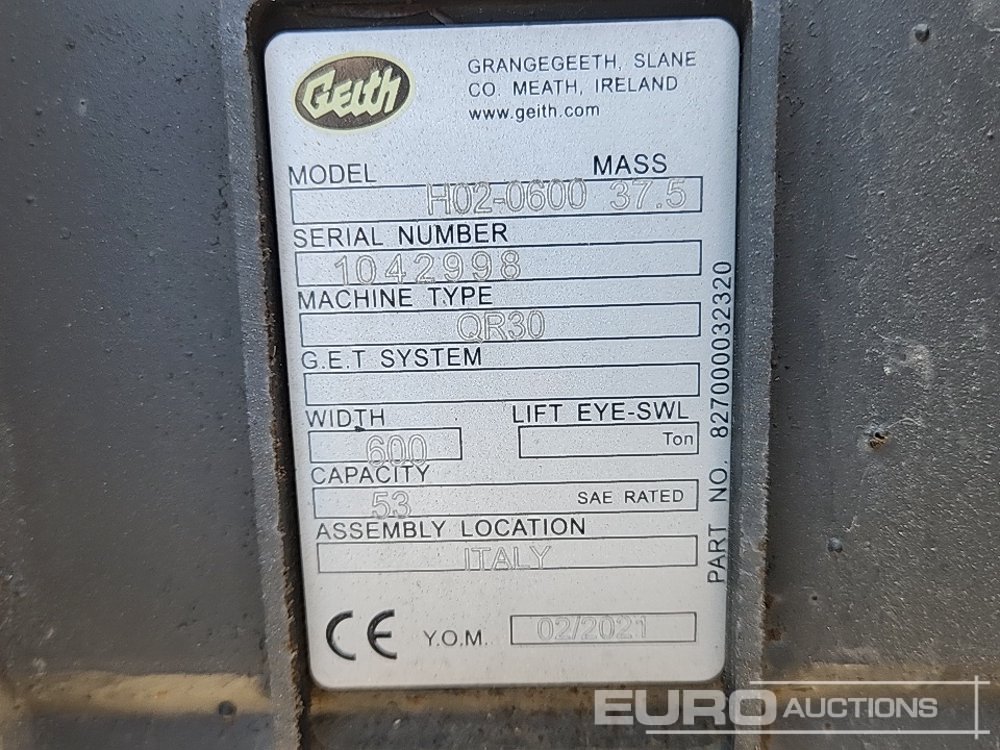 Geith
GRANGEGEETH, SLANE
CO. MEATH, IRELAND
www.geith.com
MODEL MASS
H02-0600 37.5
SERIAL NUMBER
1042998
MACHINE TYPE
QR30
G.E.T SYSTEM
WIDTH LIFT EYE-SWL
600 Ton
CAPACITY
53 SAE RATED
ASSEMBLY LOCATION
ITALY
CE Y.O.M. 02/2021
PART NO. 8270000032320
EURO AUCTIONS